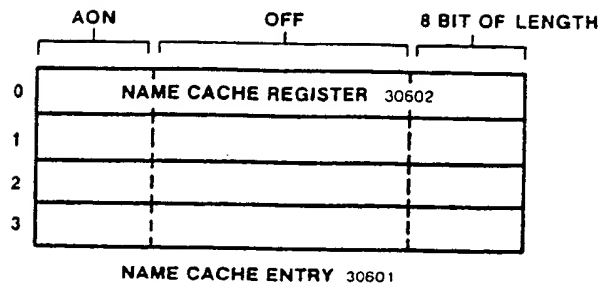 AON OFF 8 BIT OF LENGTH
0 NAME CACHE REGISTER 30602
1
2
3
NAME CACHE ENTRY 30601